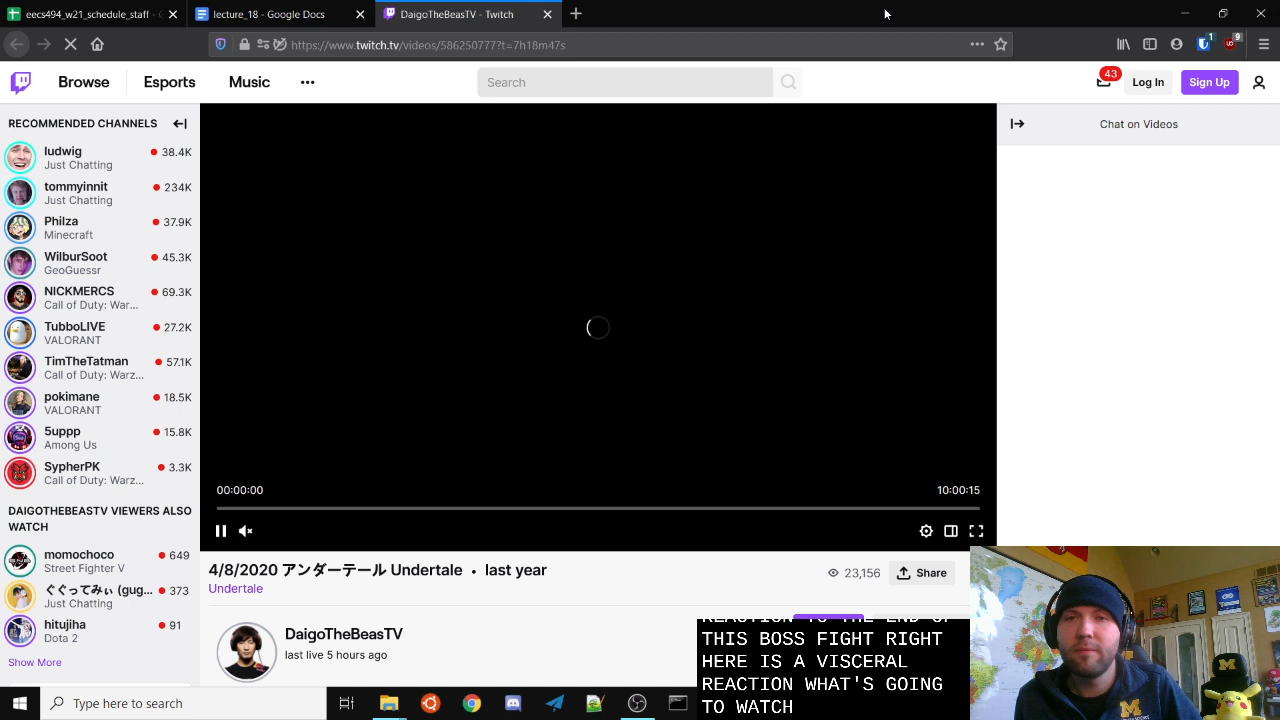 eecs494_w21_schedule_staff -
lecture_18 - Google Docs
DaigoTheBeasTV - Twitch
https://www.twitch.tv/videos/586250777?t=7h18m47s
1
9
Browse
Esports
Music
Search
43
Log In
Sign Up
RECOMMENDED CHANNELS
ludwig
38.4K
Just Chatting
tommyinnit
234K
Just Chatting
Philza
37.9K
Minecraft
WilburSoot
45.3K
GeoGuessr
NICKMERCS
69.3K
Call of Duty: War...
TubboLIVE
27.2K
VALORANT
TimTheTatman
57.1K
Call of Duty: Warz...
pokimane
18.5K
VALORANT
5uppp
15.8K
Among Us
SypherPK
3.3K
Call of Duty: Warz...
DAIGOTHEBEASTV VIEWERS ALSO
WATCH
momochoco
649
Street Fighter V
ぐぐってみぃ (gug...
373
Just Chatting
hitujiha
91
Dota 2
Show More
Chat on Videos
00:00:00
10:00:15
4/8/2020 アンダーテール Undertale • last year
Undertale
23,156
Share
DaigoTheBeasTV
last live 5 hours ago
REACTION TO THE END OF
THIS BOSS FIGHT RIGHT
HERE IS A VISCERAL
REACTION WHAT'S GOING
TO WATCH
Type here to search